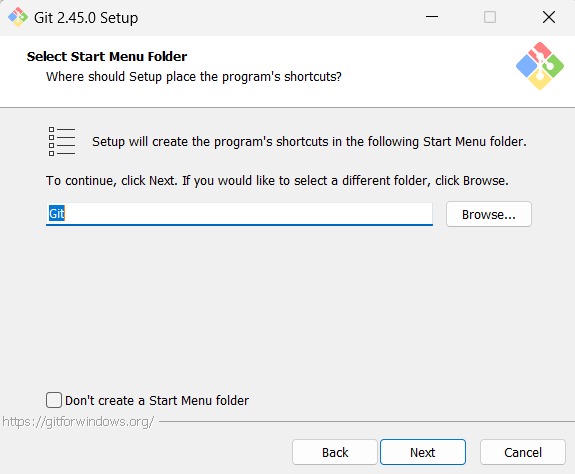 Git 2.45.0 Setup
Select Start Menu Folder
Where should Setup place the program's shortcuts?
Setup will create the program's shortcuts in the following Start Menu folder.
To continue, click Next. If you would like to select a different folder, click Browse.
Git
Browse...
Don't create a Start Menu folder
https://gitforwindows.org/
Back
Next
Cancel